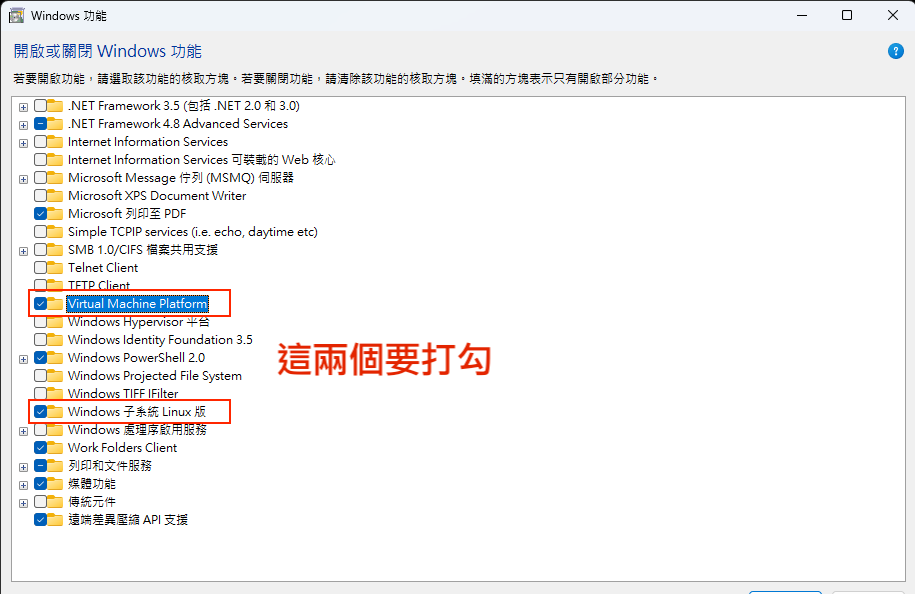 Windows 功能
開啟或關閉 Windows 功能
若要開啟功能，請選取該功能的核取方塊。若要關閉功能，請清除該功能的核取方塊。填滿的方塊表示只有開啟部分功能。
.NET Framework 3.5 (包括 .NET 2.0 和 3.0)
.NET Framework 4.8 Advanced Services
Internet Information Services
Internet Information Services 可裝載的 Web 核心
Microsoft Message 佇列 (MSMQ) 伺服器
Microsoft XPS Document Writer
Microsoft 列印至 PDF
Simple TCPIP services (i.e. echo, daytime etc)
SMB 1.0/CIFS 檔案共用支援
Telnet Client
TFTP Client
Virtual Machine Platform
Windows Hypervisor 平台
Windows Identity Foundation 3.5
Windows PowerShell 2.0
這兩個要打勾
Windows Projected File System
Windows TIFF IFilter
Windows 子系統 Linux 版
Windows 處理序啟用服務
Work Folders Client
列印和文件服務
媒體功能
傳統元件
遠端差異壓縮 API 支援